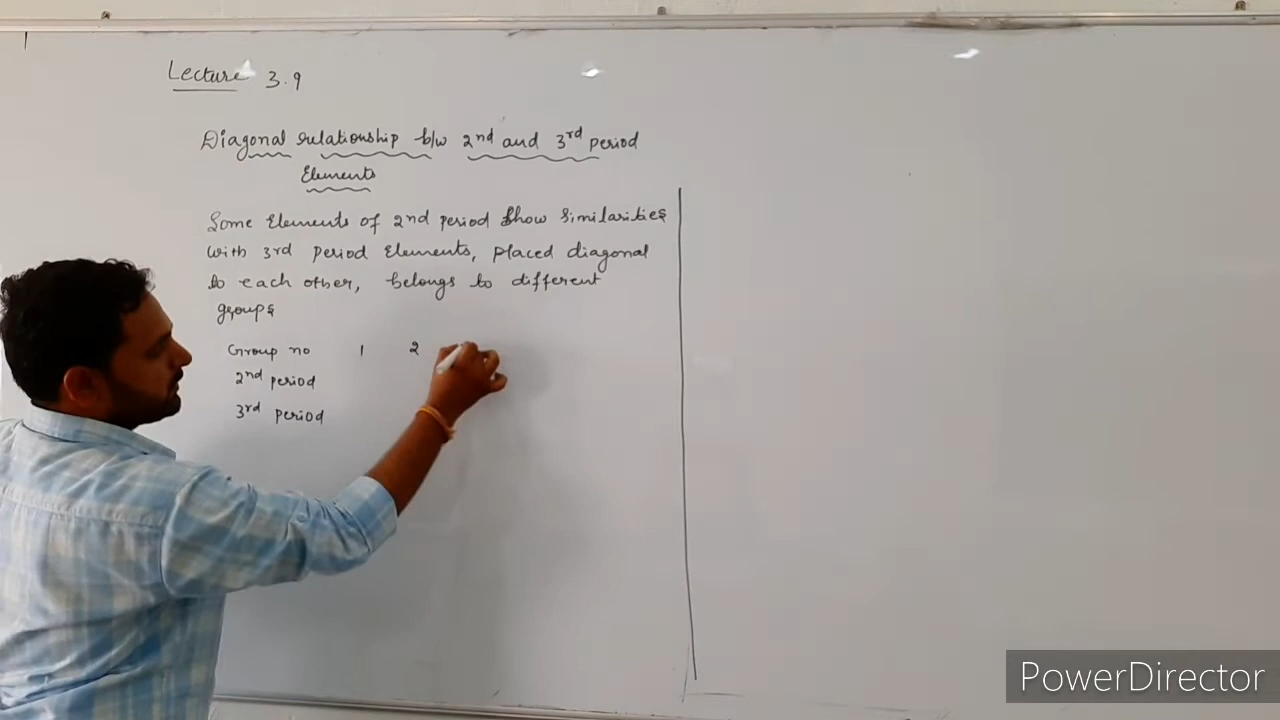 Lecture 3.9
Diagonal relationship b/w 2nd and 3rd period
Elements
Some Elements of 2nd period show similarities
with 3rd period Elements, placed diagonal
to each other, belongs to different
groups
Group no 1 2
2nd period
3rd period
PowerDirector